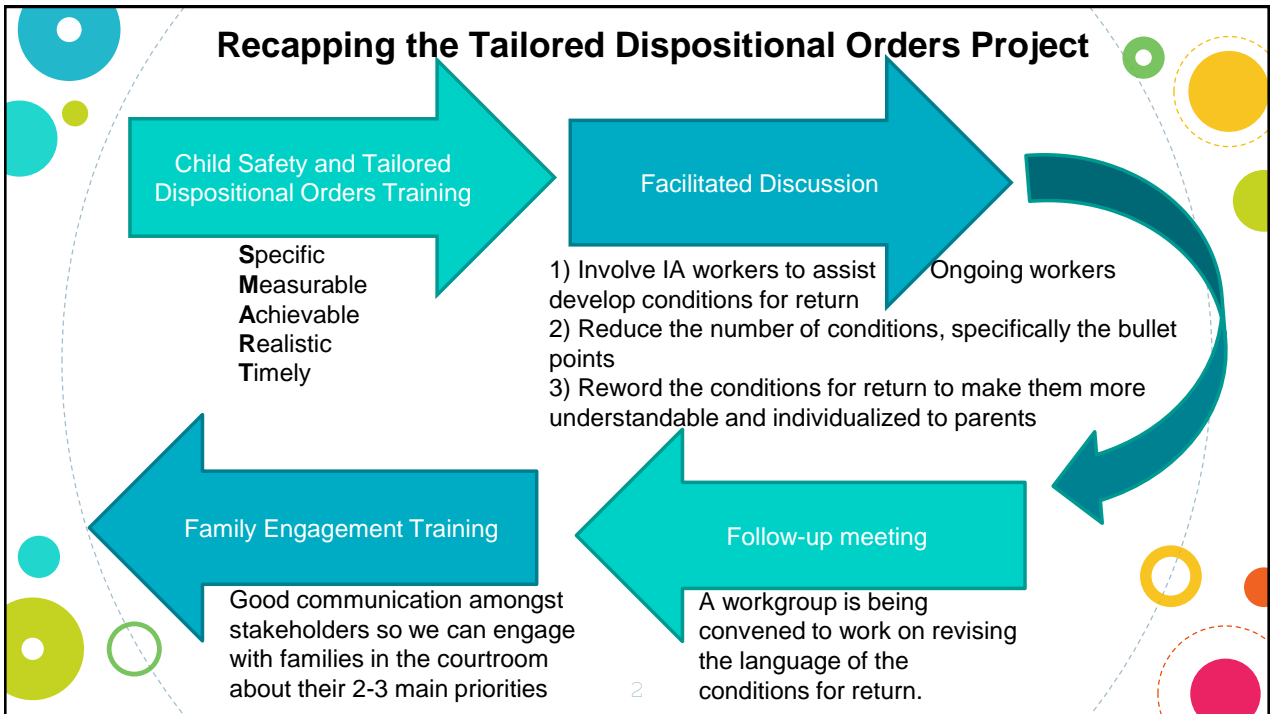 Recapping the Tailored Dispositional Orders Project
Child Safety and Tailored
Dispositional Orders Training
Specific
Measurable
Achievable
Realistic
Timely
Facilitated Discussion
1) Involve IA workers to assist Ongoing workers
develop conditions for return
2) Reduce the number of conditions, specifically the bullet
points
3) Reword the conditions for return to make them more
understandable and individualized to parents
Follow-up meeting
A workgroup is being
convened to work on revising
the language of the
conditions for return.
Family Engagement Training
Good communication amongst
stakeholders so we can engage
with families in the courtroom
about their 2-3 main priorities
2